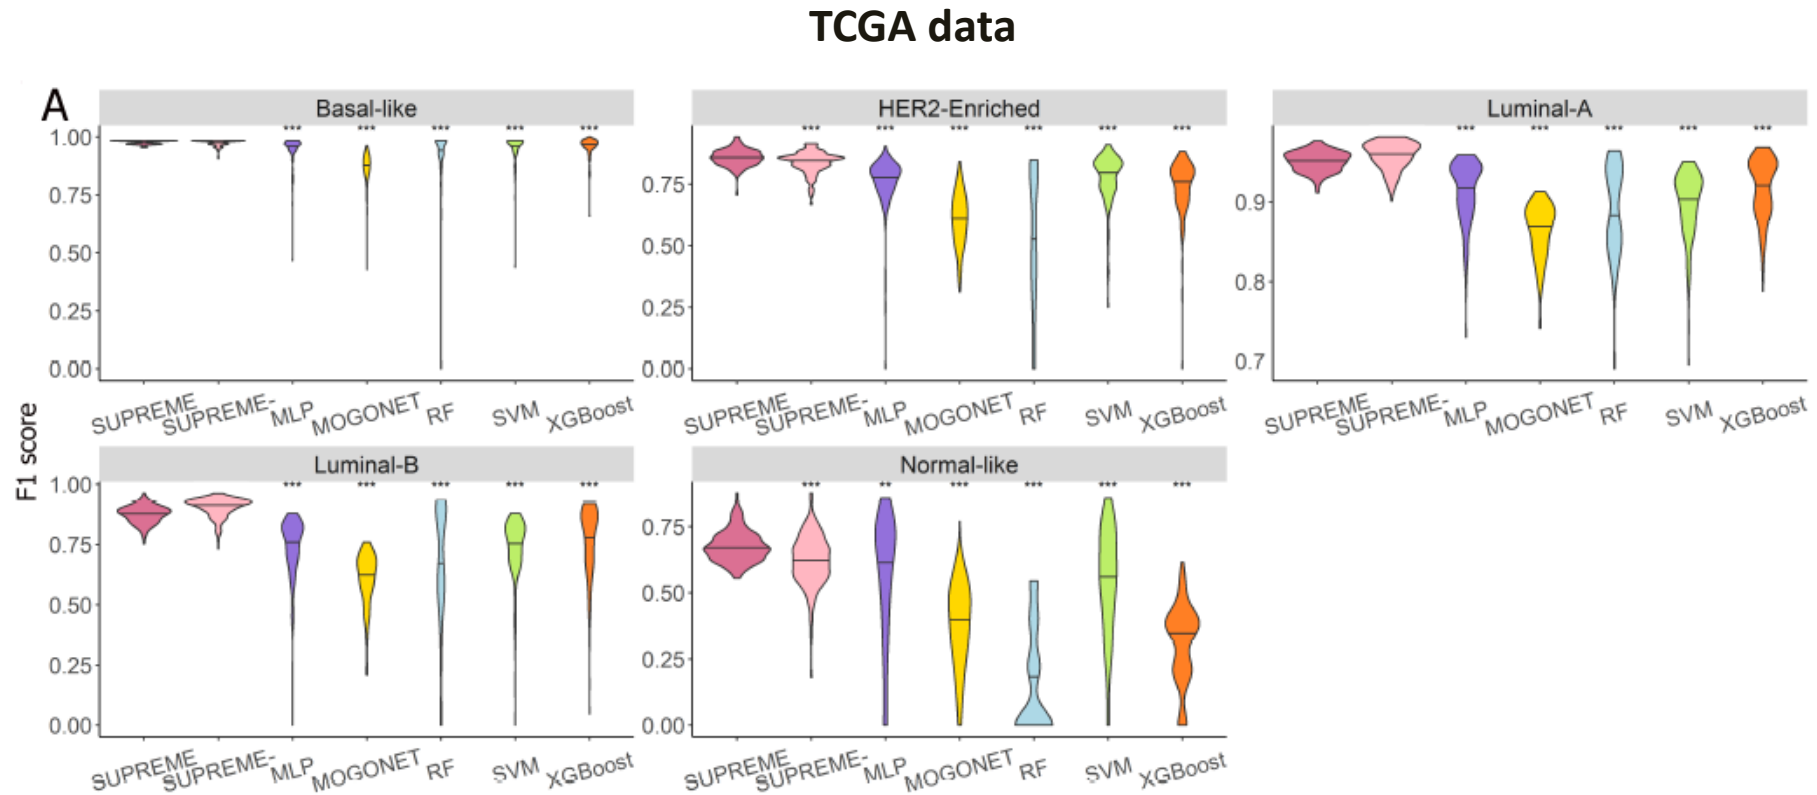 TCGA data
A
Basal-like
HER2-Enriched
Luminal-A
*** *** *** *** ***
*** *** *** *** *** ***
*** *** *** *** ***
1.00
0.75
0.50
0.25
0.00
0.75
0.50
0.25
0.00
0.9
0.8
0.7
SUPREME SUPREME- MLP MOGONET RF SVM XGBoost
SUPREME SUPREME- MLP MOGONET RF SVM XGBoost
SUPREME SUPREME- MLP MOGONET RF SVM XGBoost
F1 score
Luminal-B
Normal-like
*** *** *** *** ***
*** ** *** *** *** ***
1.00
0.75
0.50
0.25
0.00
0.75
0.50
0.25
0.00
SUPREME SUPREME- MLP MOGONET RF SVM XGBoost
SUPREME SUPREME- MLP MOGONET RF SVM XGBoost